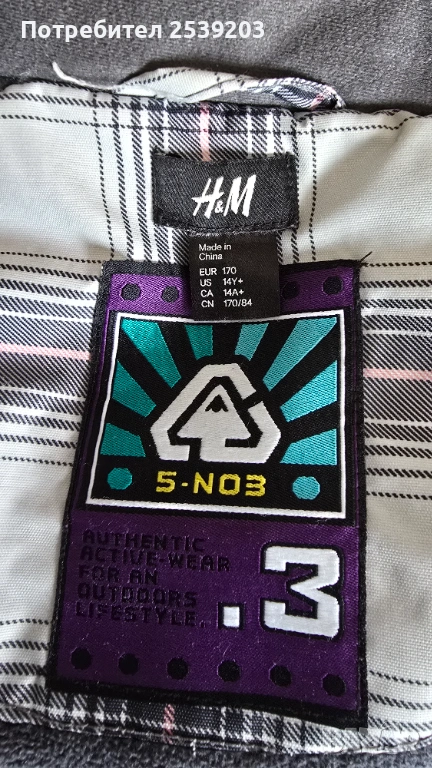 Потребител 2539203
H&M
Made in
China
EUR 170
US 14Y+
CA 14A+
CN 170/84
5-NO3
AUTHENTIC
ACTIVE-WEAR
FOR AN
OUTDOORS
LIFESTYLE.
.3